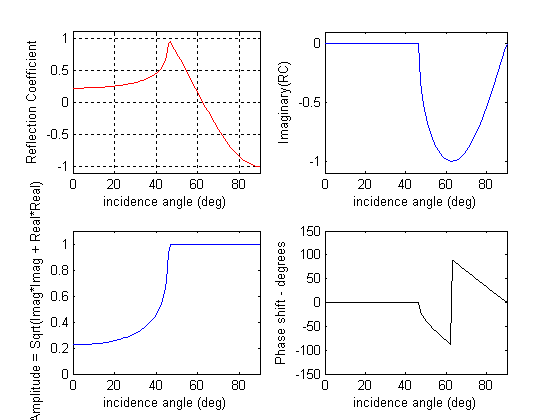 Reflection Coefficient
1
0.5
0
-0.5
-1
0 20 40 60 80
incidence angle (deg)
Imaginary(RC)
0
-0.5
-1
0 20 40 60 80
incidence angle (deg)
Amplitude = Sqrt(Imag*Imag + Real*Real)
1
0.8
0.6
0.4
0.2
0
0 20 40 60 80
incidence angle (deg)
Phase shift - degrees
150
100
50
0
-50
-100
-150
0 20 40 60 80
incidence angle (deg)